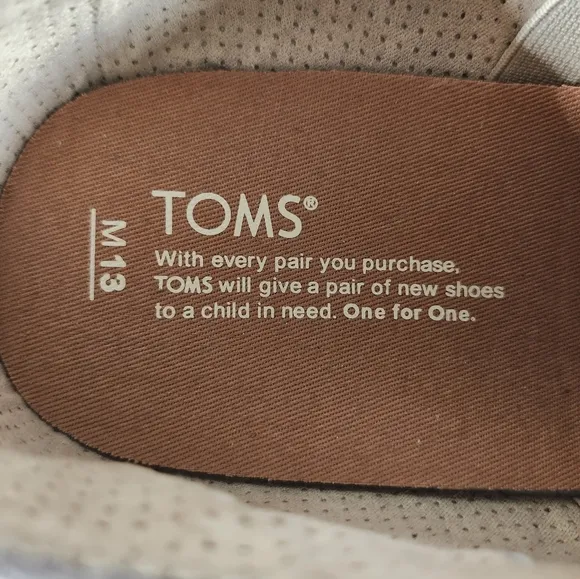 M 13
TOMS®
With every pair you purchase,
TOMS will give a pair of new shoes
to a child in need. One for One.